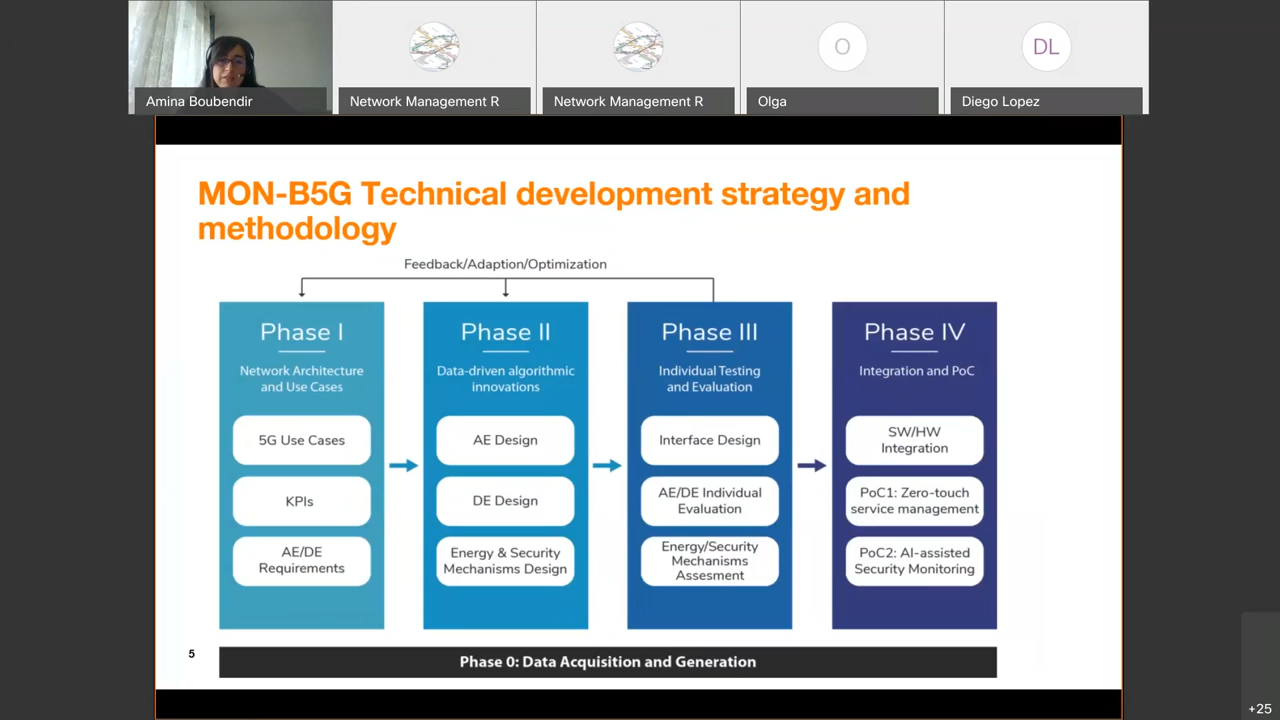 Amina Boubendir
Network Management R
Network Management R
O
Olga
DL
Diego Lopez
MON-B5G Technical development strategy and
methodology
Feedback/Adaption/Optimization
Phase I
Network Architecture
and Use Cases
5G Use Cases
KPIs
AE/DE
Requirements
Phase II
Data-driven algorithmic
innovations
AE Design
DE Design
Energy & Security
Mechanisms Design
Phase III
Individual Testing
and Evaluation
Interface Design
AE/DE Individual
Evaluation
Energy/Security
Mechanisms
Assesment
Phase IV
Integration and PoC
SW/HW
Integration
PoC1: Zero-touch
service management
PoC2: AI-assisted
Security Monitoring
5
Phase 0: Data Acquisition and Generation
+25